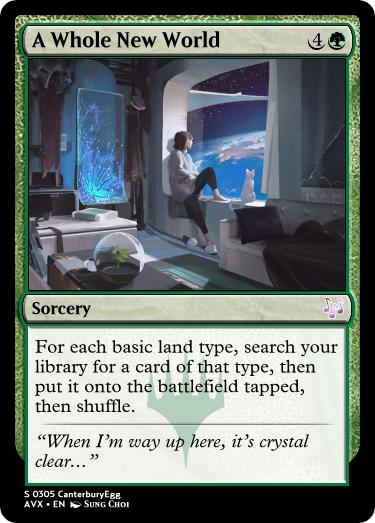 A Whole New World 4
Sorcery
For each basic land type, search your
library for a card of that type, then
put it onto the battlefield tapped,
then shuffle.
“When I’m way up here, it’s crystal
clear…”
S 0305 CanterburyEgg
AVX • EN Sung Choi